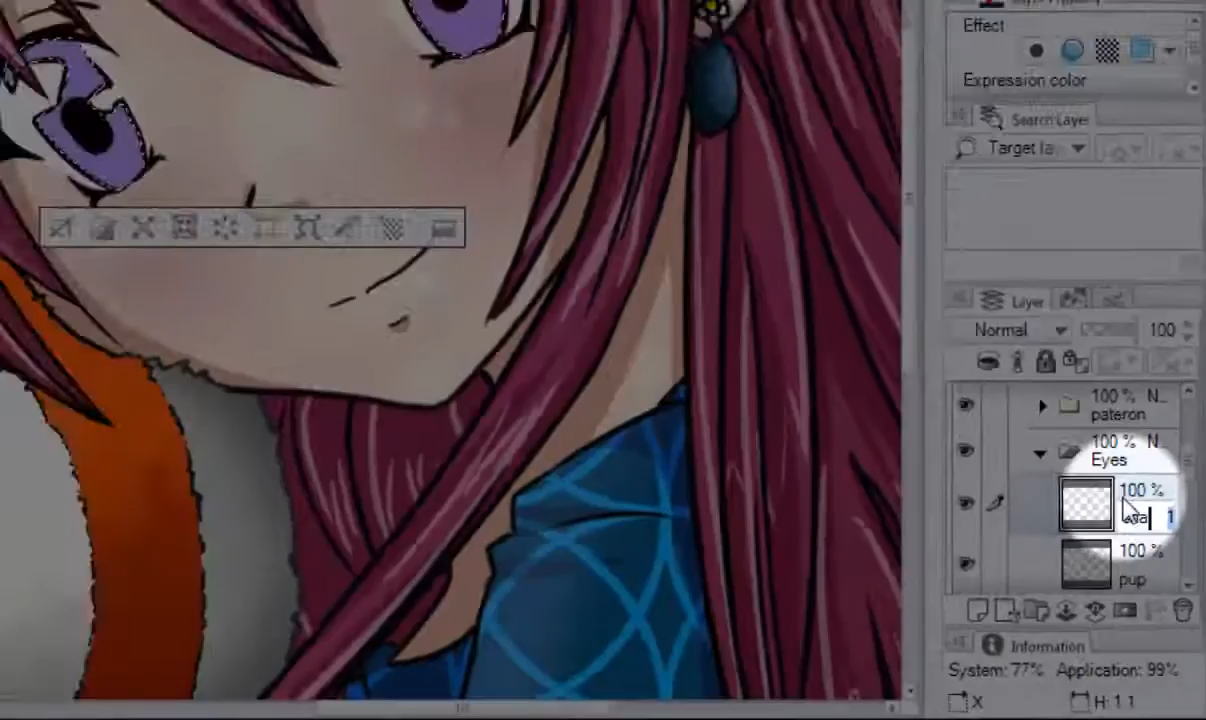 Effect
Expression color
Search Layer
Target la
Layer
Normal 100
100 % N...
pateron
100 % N...
Eyes
100 %
1
100 %
pup
Information
System: 77% Application: 99%
X H: 1 1